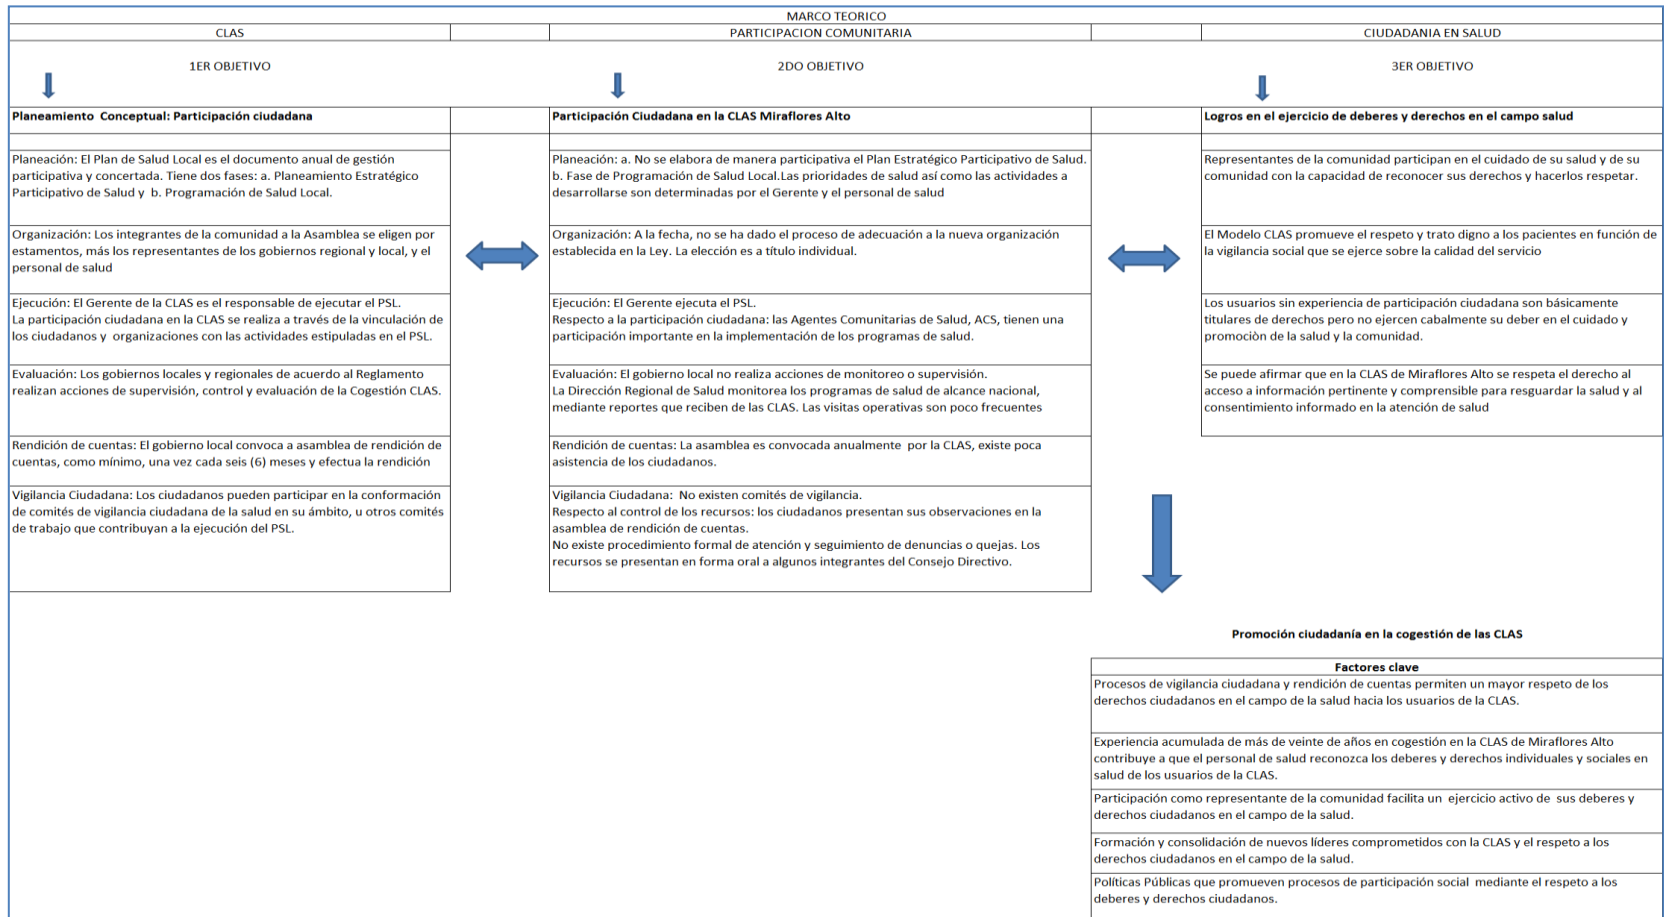 MARCO TEORICO
CLAS
PARTICIPACION COMUNITARIA
CIUDADANIA EN SALUD
1ER OBJETIVO
2DO OBJETIVO
3ER OBJETIVO
Planeamiento Conceptual: Participación ciudadana
Planeación: El Plan de Salud Local es el documento anual de gestión
participativa y concertada. Tiene dos fases: a. Planeamiento Estratégico
Participativo de Salud y b. Programación de Salud Local.
Organización: Los integrantes de la comunidad a la Asamblea se eligen por
estamentos, más los representantes de los gobiernos regional y local, y el
personal de salud
Ejecución: El Gerente de la CLAS es el responsable de ejecutar el PSL.
La participación ciudadana en la CLAS se realiza a través de la vinculación de
los ciudadanos y organizaciones con las actividades estipuladas en el PSL.
Evaluación: Los gobiernos locales y regionales de acuerdo al Reglamento
realizan acciones de supervisión, control y evaluación de la Cogestión CLAS.
Rendición de cuentas: El gobierno local convoca a asamblea de rendición de
cuentas, como mínimo, una vez cada seis (6) meses y efectua la rendición
Vigilancia Ciudadana: Los ciudadanos pueden participar en la conformación
de comités de vigilancia ciudadana de la salud en su ámbito, u otros comités
de trabajo que contribuyan a la ejecución del PSL.
Participación Ciudadana en la CLAS Miraflores Alto
Planeación: a. No se elabora de manera participativa el Plan Estratégico Participativo de Salud.
b. Fase de Programación de Salud Local.Las prioridades de salud así como las actividades a
desarrollarse son determinadas por el Gerente y el personal de salud
Organización: A la fecha, no se ha dado el proceso de adecuación a la nueva organización
establecida en la Ley. La elección es a título individual.
Ejecución: El Gerente ejecuta el PSL.
Respecto a la participación ciudadana: las Agentes Comunitarias de Salud, ACS, tienen una
participación importante en la implementación de los programas de salud.
Evaluación: El gobierno local no realiza acciones de monitoreo o supervisión.
La Dirección Regional de Salud monitorea los programas de salud de alcance nacional,
mediante reportes que reciben de las CLAS. Las visitas operativas son poco frecuentes
Rendición de cuentas: La asamblea es convocada anualmente por la CLAS, existe poca
asistencia de los ciudadanos.
Vigilancia Ciudadana: No existen comités de vigilancia.
Respecto al control de los recursos: los ciudadanos presentan sus observaciones en la
asamblea de rendición de cuentas.
No existe procedimiento formal de atención y seguimiento de denuncias o quejas. Los
recursos se presentan en forma oral a algunos integrantes del Consejo Directivo.
Logros en el ejercicio de deberes y derechos en el campo salud
Representantes de la comunidad participan en el cuidado de su salud y de su
comunidad con la capacidad de reconocer sus derechos y hacerlos respetar.
El Modelo CLAS promueve el respeto y trato digno a los pacientes en función de
la vigilancia social que se ejerce sobre la calidad del servicio
Los usuarios sin experiencia de participación ciudadana son básicamente
titulares de derechos pero no ejercen cabalmente su deber en el cuidado y
promociòn de la salud y la comunidad.
Se puede afirmar que en la CLAS de Miraflores Alto se respeta el derecho al
acceso a información pertinente y comprensible para resguardar la salud y al
consentimiento informado en la atención de salud
Promoción ciudadanía en la cogestión de las CLAS
Factores clave
Procesos de vigilancia ciudadana y rendición de cuentas permiten un mayor respeto de los
derechos ciudadanos en el campo de la salud hacia los usuarios de la CLAS.
Experiencia acumulada de más de veinte de años en cogestión en la CLAS de Miraflores Alto
contribuye a que el personal de salud reconozca los deberes y derechos individuales y sociales en
salud de los usuarios de la CLAS.
Participación como representante de la comunidad facilita un ejercicio activo de sus deberes y
derechos ciudadanos en el campo de la salud.
Formación y consolidación de nuevos líderes comprometidos con la CLAS y el respeto a los
derechos ciudadanos en el campo de la salud.
Políticas Públicas que promueven procesos de participación social mediante el respeto a los
deberes y derechos ciudadanos.